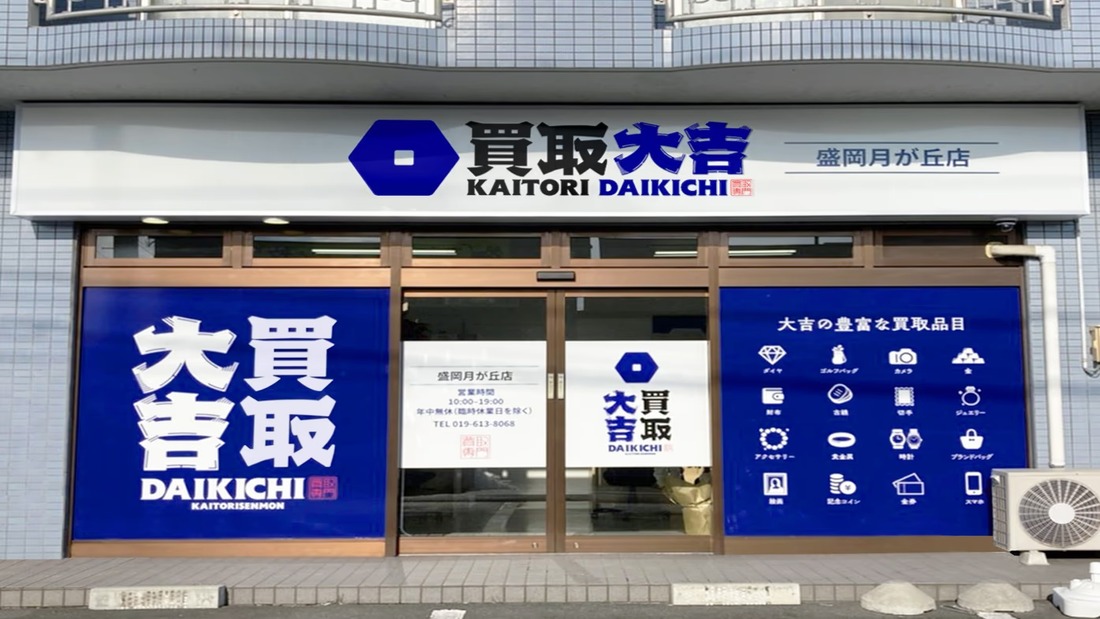 買取大吉
KAITORI DAIKICHI
盛岡月が丘店
買取
大吉
DAIKICHI
KAITORISENMON
盛岡月が丘店
営業時間
10:00-19:00
年中無休(臨時休業日を除く)
TEL 019-613-8068
買取
大吉
DAIKICHI
大吉の豊富な買取品目
ダイヤ
ゴルフバッグ
カメラ
金
財布
古銭
切手
ジュエリー
アクセサリー
貴金属
時計
ブランドバッグ
記念コイン
金券
スマホ